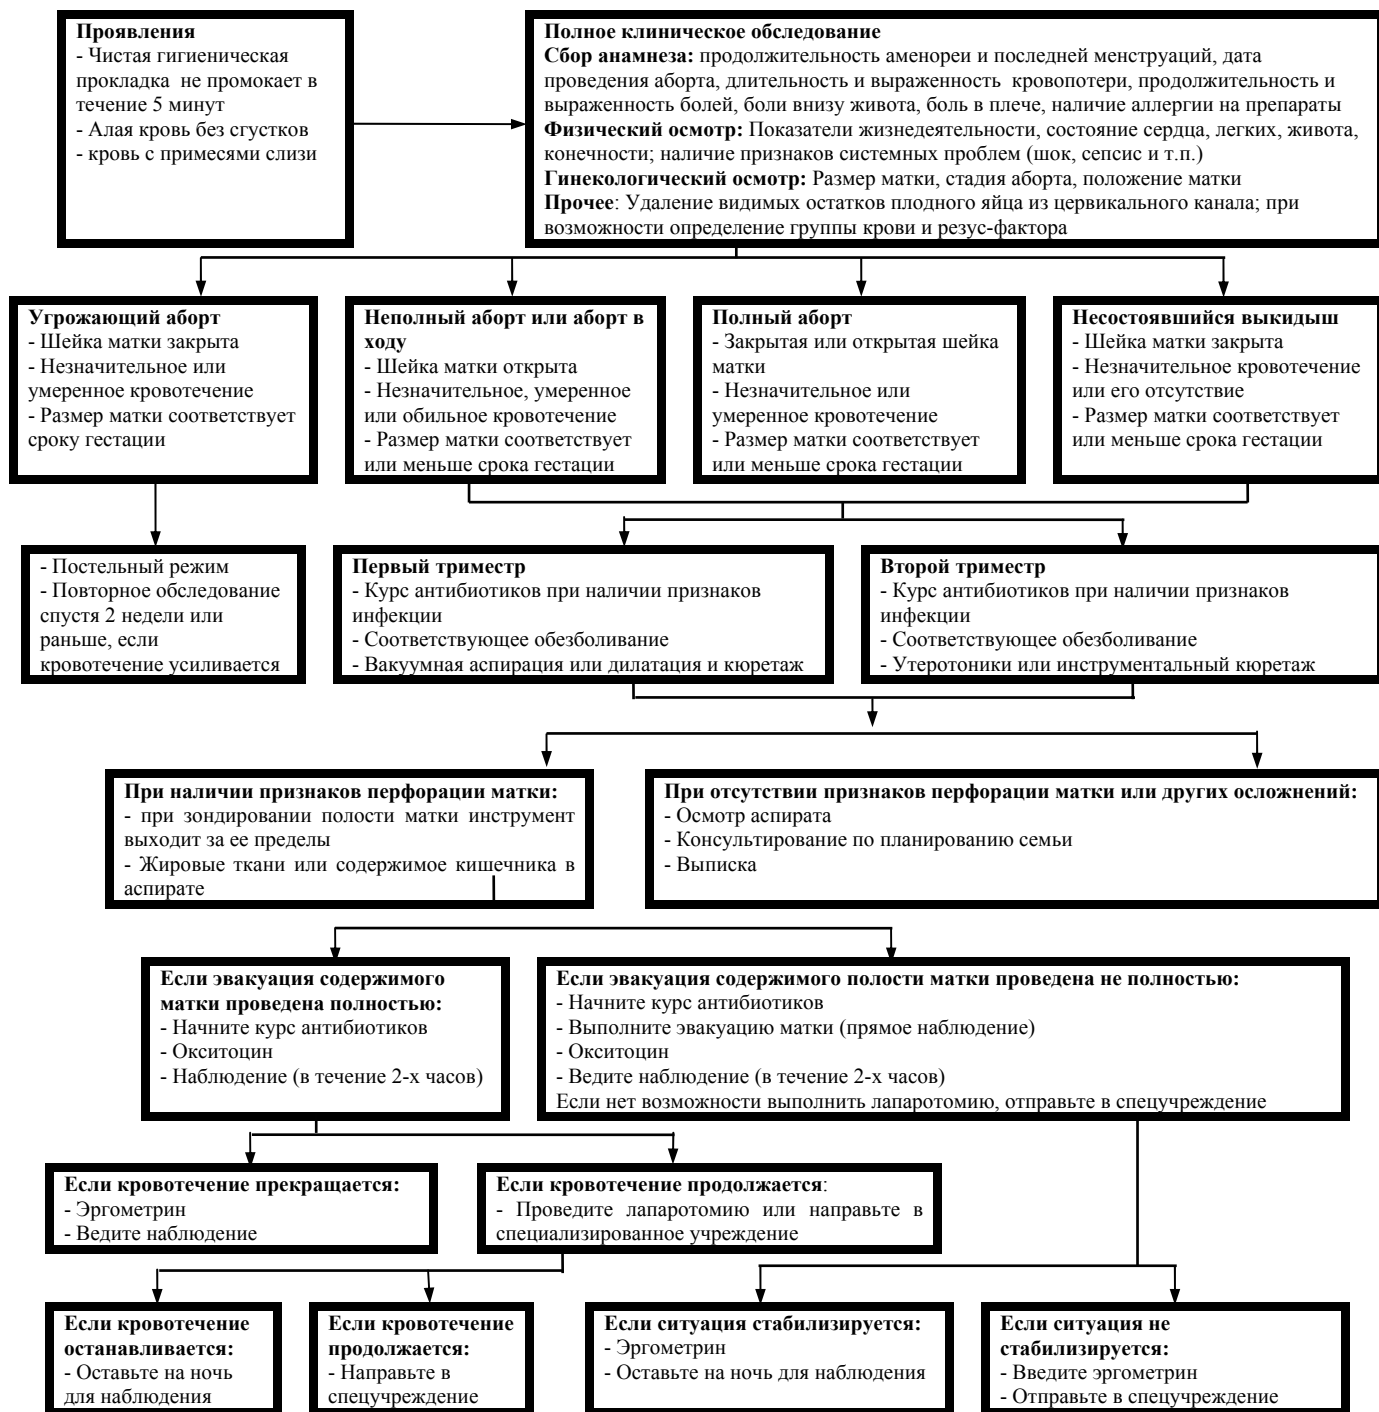 Проявления
- Чистая гигиеническая
прокладка не промокает в
течение 5 минут
- Алая кровь без сгустков
- кровь с примесями слизи
Полное клиническое обследование
Сбор анамнеза: продолжительность аменореи и последней менструаций, дата
проведения аборта, длительность и выраженность кровопотери, продолжительность и
выраженность болей, боли внизу живота, боль в плече, наличие аллергии на препараты
Физический осмотр: Показатели жизнедеятельности, состояние сердца, легких, живота,
конечности; наличие признаков системных проблем (шок, сепсис и т.п.)
Гинекологический осмотр: Размер матки, стадия аборта, положение матки
Прочее: Удаление видимых остатков плодного яйца из цервикального канала; при
возможности определение группы крови и резус-фактора
Угрожающий аборт
- Шейка матки закрыта
- Незначительное или
умеренное кровотечение
- Размер матки соответствует
сроку гестации
Неполный аборт или аборт в
ходу
- Шейка матки открыта
- Незначительное, умеренное
или обильное кровотечение
- Размер матки соответствует
или меньше срока гестации
Полный аборт
- Закрытая или открытая шейка
матки
- Незначительное или
умеренное кровотечение
- Размер матки соответствует
или меньше срока гестации
Несостоявшийся выкидыш
- Шейка матки закрыта
- Незначительное кровотечение
или его отсутствие
- Размер матки соответствует
или меньше срока гестации
- Постельный режим
- Повторное обследование
спустя 2 недели или
раньше, если
кровотечение усиливается
Первый триместр
- Курс антибиотиков при наличии признаков
инфекции
- Соответствующее обезболивание
- Вакуумная аспирация или дилатация и кюретаж
Второй триместр
- Курс антибиотиков при наличии признаков
инфекции
- Соответствующее обезболивание
- Утеротоники или инструментальный кюретаж
При наличии признаков перфорации матки:
- при зондировании полости матки инструмент
выходит за ее пределы
- Жировые ткани или содержимое кишечника в
аспирате
При отсутствии признаков перфорации матки или других осложнений:
- Осмотр аспирата
- Консультирование по планированию семьи
- Выписка
Если эвакуация содержимого
матки проведена полностью:
- Начните курс антибиотиков
- Окситоцин
- Наблюдение (в течение 2-х часов)
Если эвакуация содержимого полости матки проведена не полностью:
- Начните курс антибиотиков
- Выполните эвакуацию матки (прямое наблюдение)
- Окситоцин
- Ведите наблюдение (в течение 2-х часов)
Если нет возможности выполнить лапаротомию, отправьте в спецучреждение
Если кровотечение прекращается:
- Эргометрин
- Ведите наблюдение
Если кровотечение продолжается:
- Проведите лапаротомию или направьте в
специализированное учреждение
Если кровотечение
останавливается:
- Оставьте на ночь
для наблюдения
Если кровотечение
продолжается:
- Направьте в
спецучреждение
Если ситуация стабилизируется:
- Эргометрин
- Оставьте на ночь для наблюдения
Если ситуация не
стабилизируется:
- Введите эргометрин
- Отправьте в спецучреждение